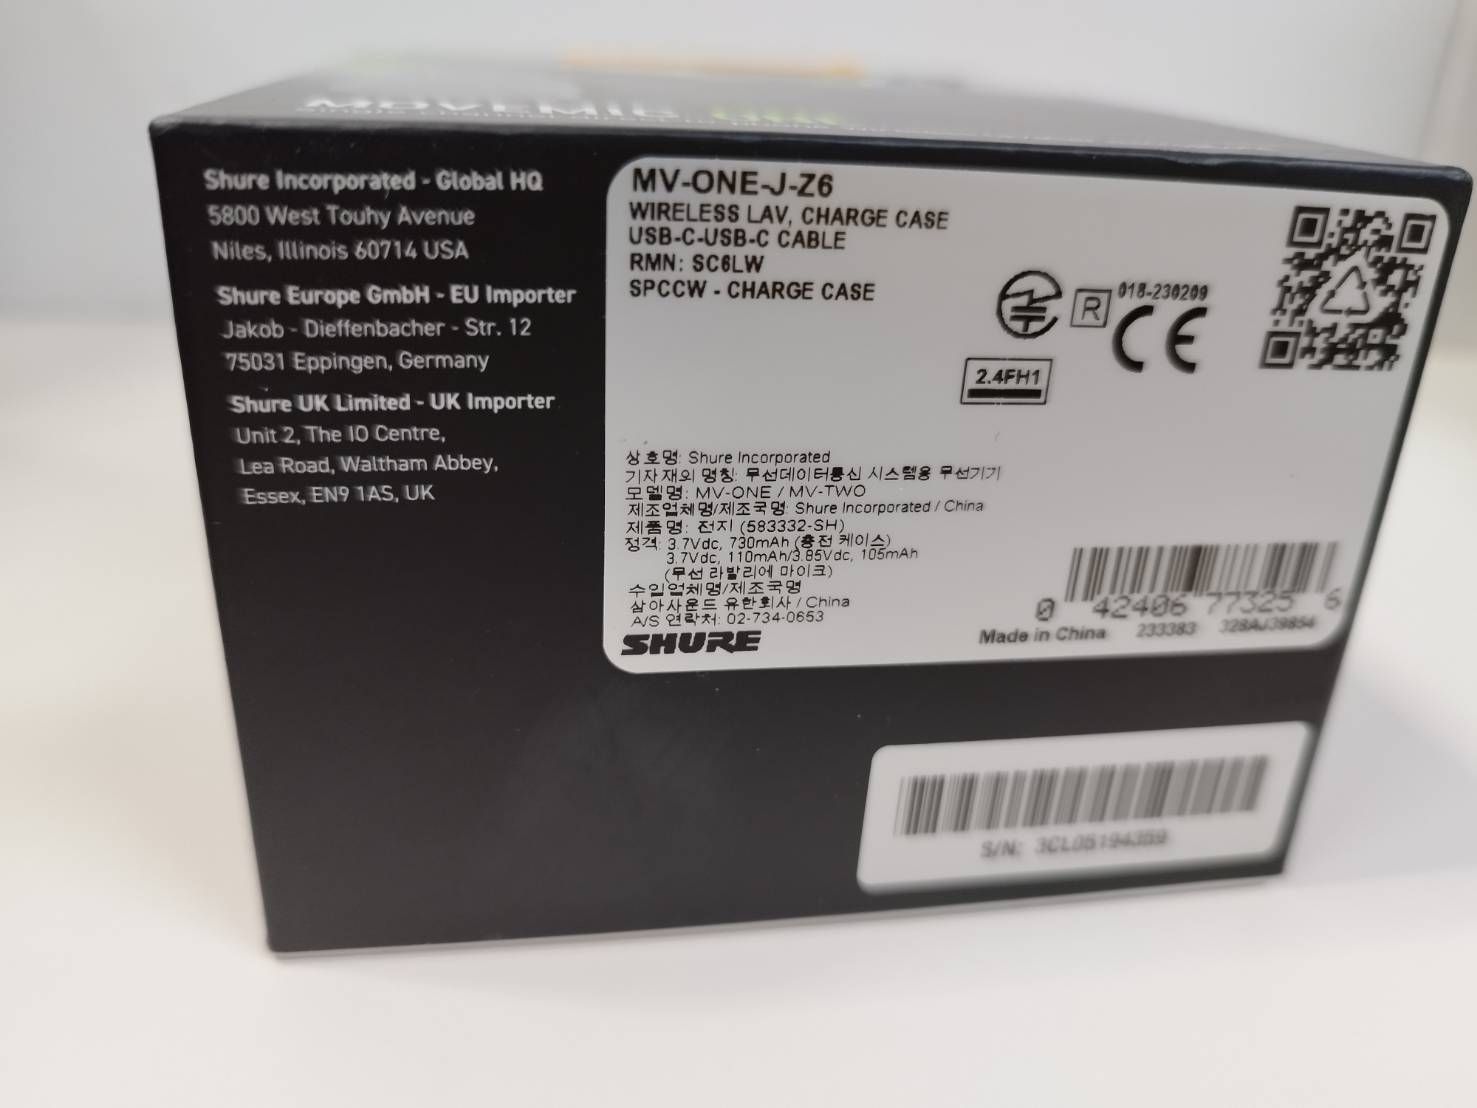 MOVEMIC
Shure Incorporated - Global HQ
5800 West Touhy Avenue
Niles, Illinois 60714 USA
Shure Europe GmbH - EU Importer
Jakob - Dieffenbacher - Str. 12
75031 Eppingen, Germany
Shure UK Limited - UK Importer
Unit 2, The IO Centre,
Lea Road, Waltham Abbey,
Essex, EN9 1AS, UK
MV-ONE-J-Z6
WIRELESS LAV, CHARGE CASE
USB-C-USB-C CABLE
RMN: SC6LW
SPCCW - CHARGE CASE
R 018-230209
CE
2.4FH1
상호명: Shure Incorporated
기자재의 명칭: 무선데이터통신 시스템용 무선기기
모델명: MV-ONE / MV-TWO
제조업체명/제조국명: Shure Incorporated / China
제품명: 전지 (583332-SH)
정격: 3.7Vdc, 730mAh (충전 케이스)
3.7Vdc, 110mAh/3.85Vdc, 105mAh
(무선 라발리에 마이크)
수입업체명/제조국명
삼아사운드 유한회사 / China
A/S 연락처: 02-734-0653
SHURE
0 42406 77325 6
Made in China 233383 328AJ39854
S/N: